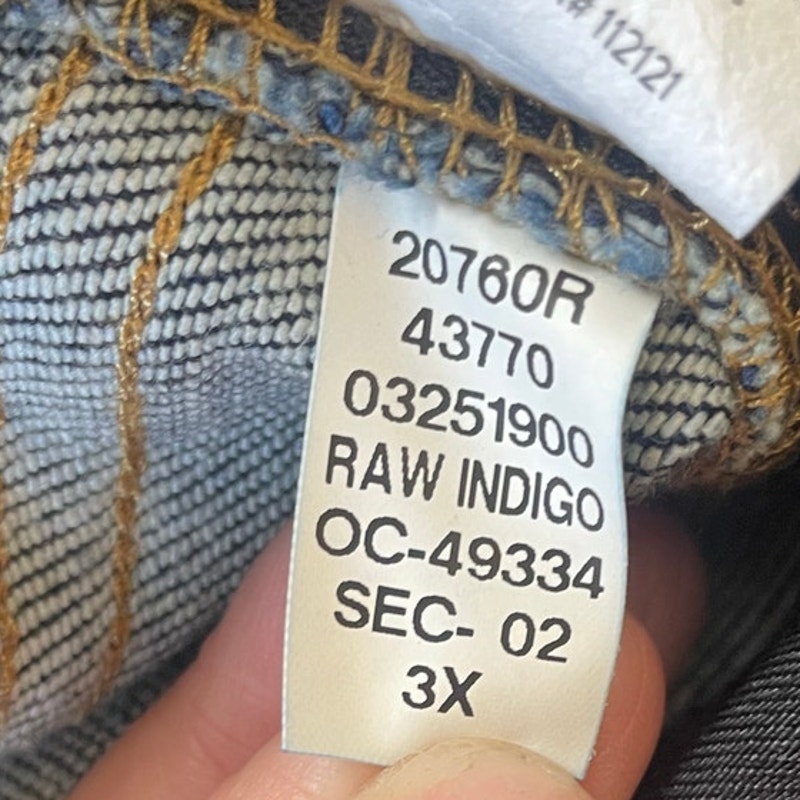 # 112121
20760R
43770
03251900
RAW INDIGO
OC-49334
SEC- 02
3X